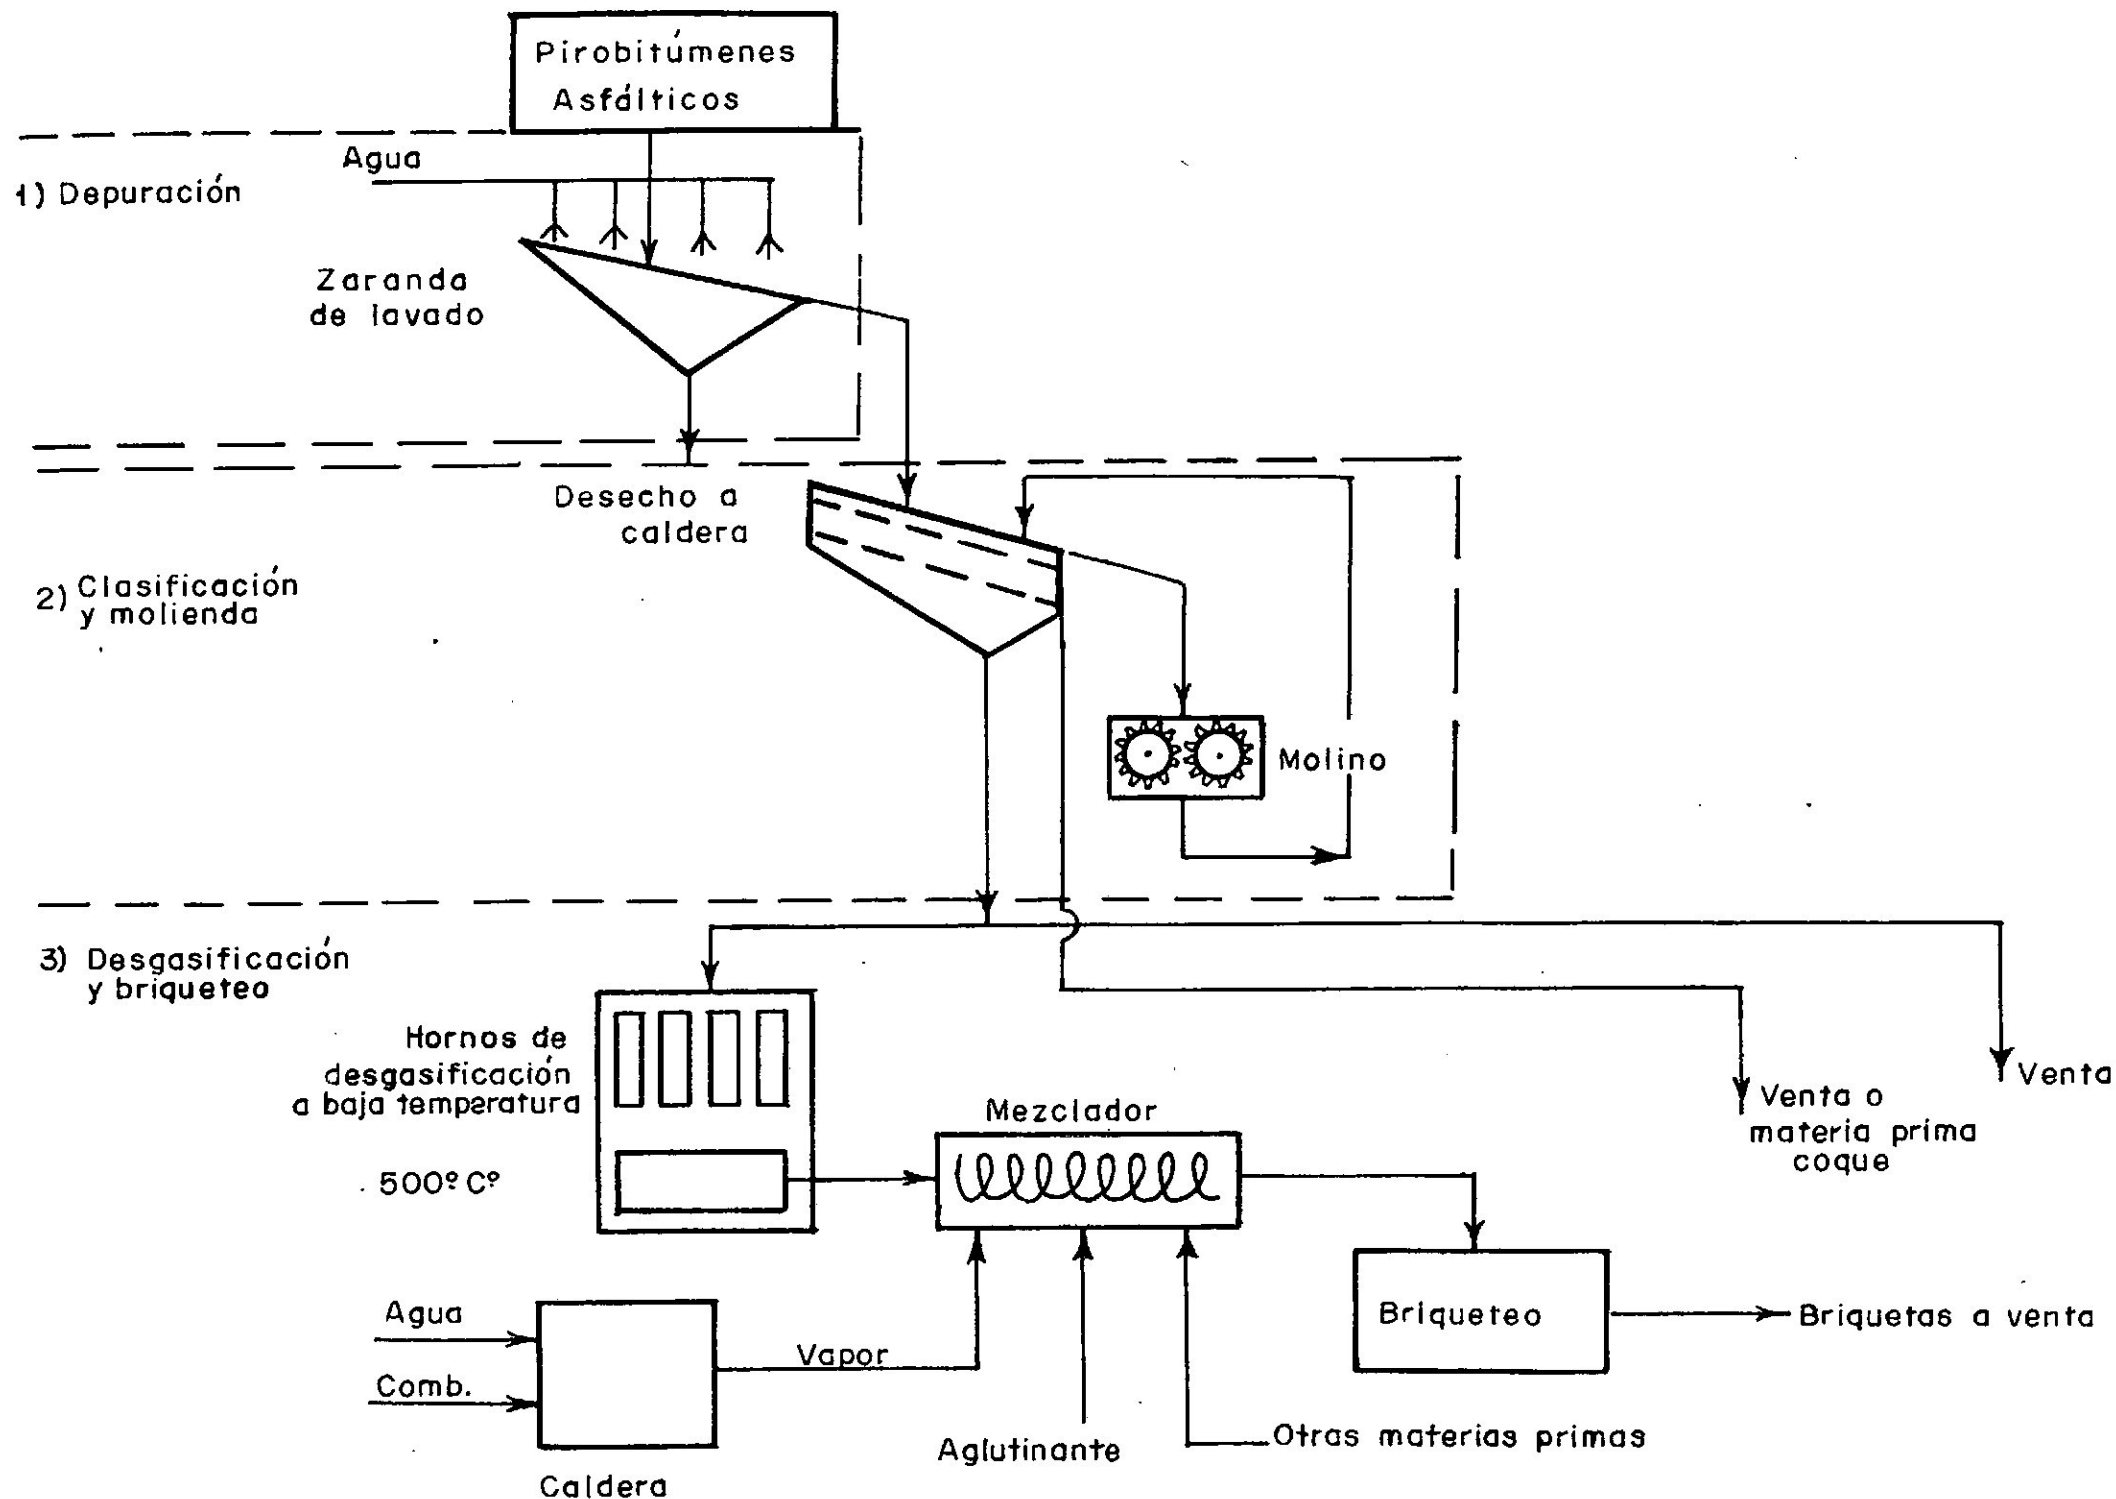 Pirobitúmenes
Asfálticos
Agua
1) Depuración
Zaranda
de lavado
Desecho a
caldera
2) Clasificación
y molienda
Molino
3) Desgasificación
y briqueteo
Hornos de
desgasificación
a baja temperatura
500º Cº
Mezclador
Venta
Venta o
materia prima
coque
Agua
Comb.
Vapor
Caldera
Aglutinante
Otras materias primas
Briqueteo
Briquetas a venta